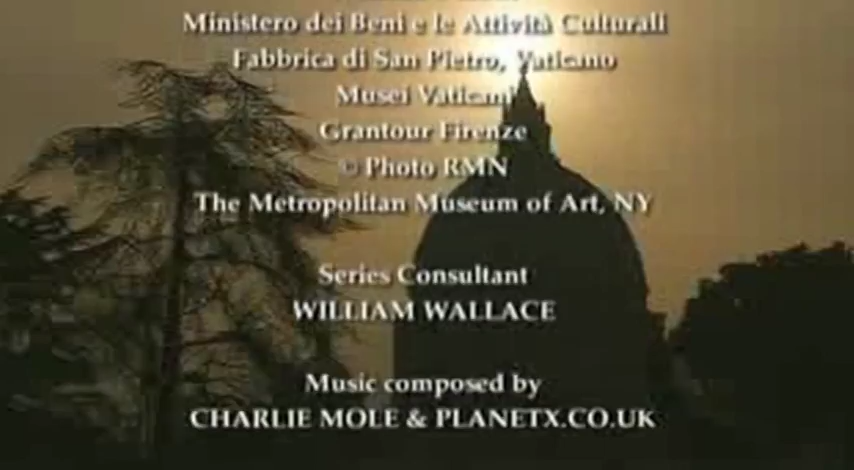 Ministero dei Beni e le Attività Culturali
Fabbrica di San Pietro, Vaticano
Musei Vaticani
Grantour Firenze
© Photo RMN
The Metropolitan Museum of Art, NY
Series Consultant
WILLIAM WALLACE
Music composed by
CHARLIE MOLE & PLANETX.CO.UK